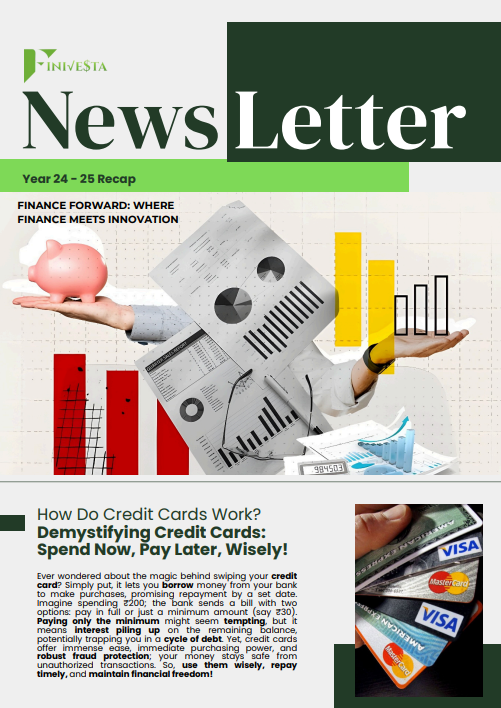 FINIVE$TA
News Letter
Year 24 - 25 Recap
FINANCE FORWARD: WHERE
FINANCE MEETS INNOVATION
How Do Credit Cards Work?
Demystifying Credit Cards:
Spend Now, Pay Later, Wisely!
Ever wondered about the magic behind swiping your credit
card? Simply put, it lets you borrow money from your bank
to make purchases, promising repayment by a set date.
Imagine spending ₹200; the bank sends a bill with two
options: pay in full or just a minimum amount (say ₹30).
Paying only the minimum might seem tempting, but it
means interest piling up on the remaining balance,
potentially trapping you in a cycle of debt. Yet, credit cards
offer immense ease, immediate purchasing power, and
robust fraud protection; your money stays safe from
unauthorized transactions. So, use them wisely, repay
timely, and maintain financial freedom!
AMERICAN EXPRESS
VISA
MasterCard
VISA
AMERICAN EXPRESS
MasterCard